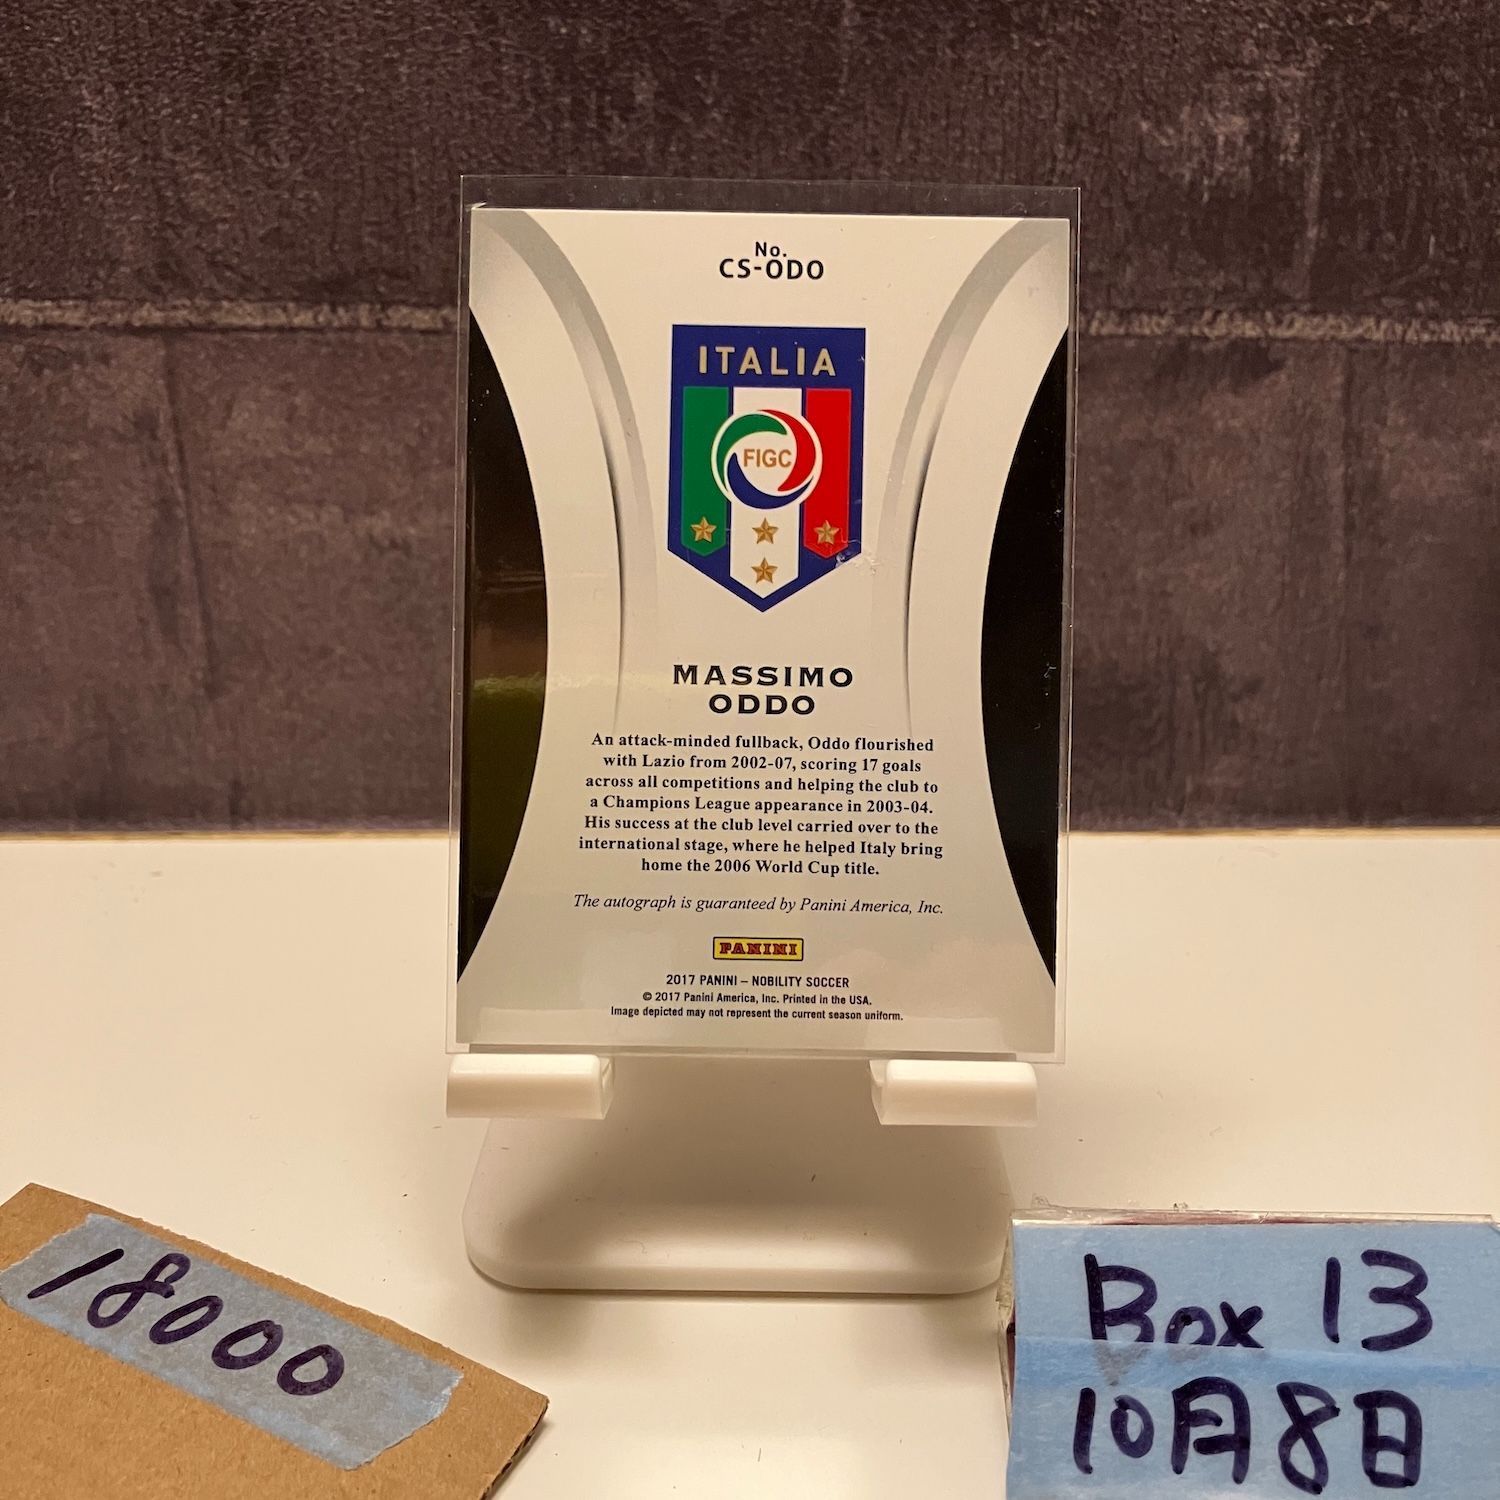 No.
CS-ODO
ITALIA
FIGC
MASSIMO
ODDO
An attack-minded fullback, Oddo flourished
with Lazio from 2002-07, scoring 17 goals
across all competitions and helping the club to
a Champions League appearance in 2003-04.
His success at the club level carried over to the
international stage, where he helped Italy bring
home the 2006 World Cup title.
The autograph is guaranteed by Panini America, Inc.
PANINI
2017 PANINI – NOBILITY SOCCER
© 2017 Panini America, Inc. Printed in the USA.
Image depicted may not represent the current season uniform.
18000
Box 13
10月8日